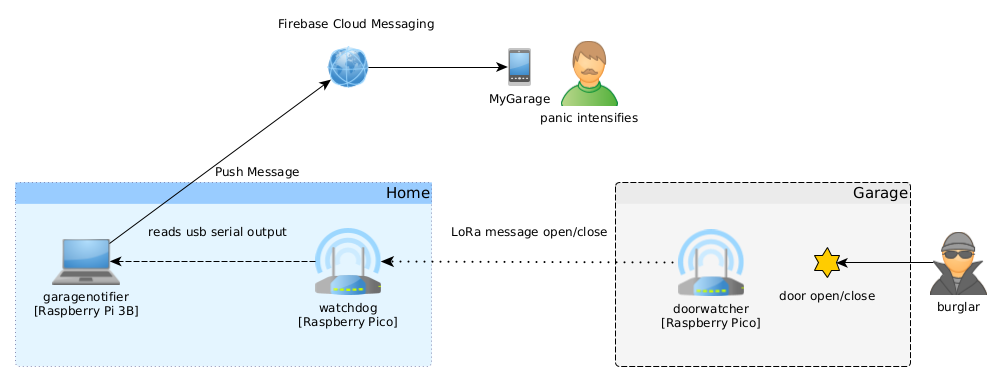 Firebase Cloud Messaging
MyGarage
panic intensifies
Push Message
Home
Garage
reads usb serial output
LoRa message open/close
garagenotifier
[Raspberry Pi 3B]
watchdog
[Raspberry Pico]
doorwatcher
[Raspberry Pico]
door open/close
burglar